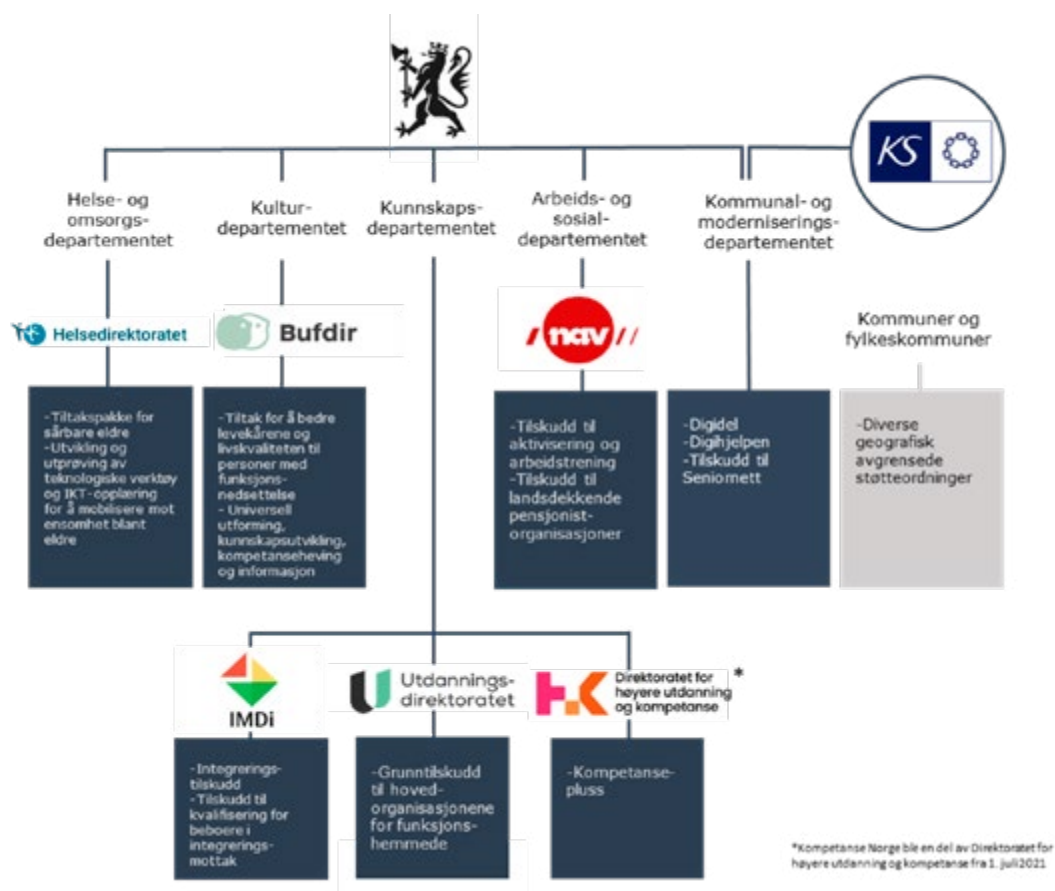 KS
Helse- og
omsorgs-
departementet
Kultur-
departementet
Kunnskaps-
departementet
Arbeids- og
sosial-
departementet
Kommunal- og
moderniserings-
departementet
Helsedirektoratet
Bufdir
nav
Kommuner og
fylkeskommuner
-Tiltakspakke for
sårbare eldre
-Utvikling og
utprøving av
teknologiske verktøy
og IKT-opplæring
for å mobilisere mot
ensomhet blant
eldre
-Tiltak for å bedre
levekårene og
livskvaliteten til
personer med
funksjons-
nedsettelse
- Universell
utforming,
kunnskapsutvikling,
kompetanseheving
og informasjon
-Tilskudd til
aktivisering og
arbeidstrening
-Tilskudd til
landsdekkende
pensjonist-
organisasjoner
-Digidel
-Digihjelpen
-Tilskudd til
Seniornett
-Diverse
geografisk
avgrensede
støtteordninger
IMDi
Utdannings-
direktoratet
Direktoratet for
høyere utdanning
og kompetanse
*
-Integrerings-
tilskudd
-Tilskudd til
kvalifisering for
beboere i
integrerings-
mottak
-Grunntilskudd
til hoved-
organisasjonene
for funksjons-
hemmede
-Kompetanse-
pluss
*Kompetanse Norge ble en del av Direktoratet for
høyere utdanning og kompetanse fra 1. juli 2021